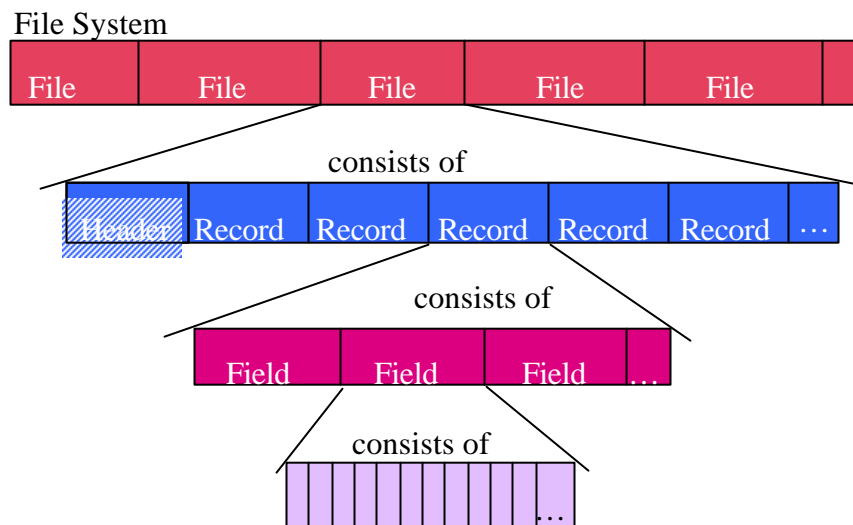 File System
File File File File File
consists of
Header Record Record Record Record Record ...
consists of
Field Field Field ...
consists of
...